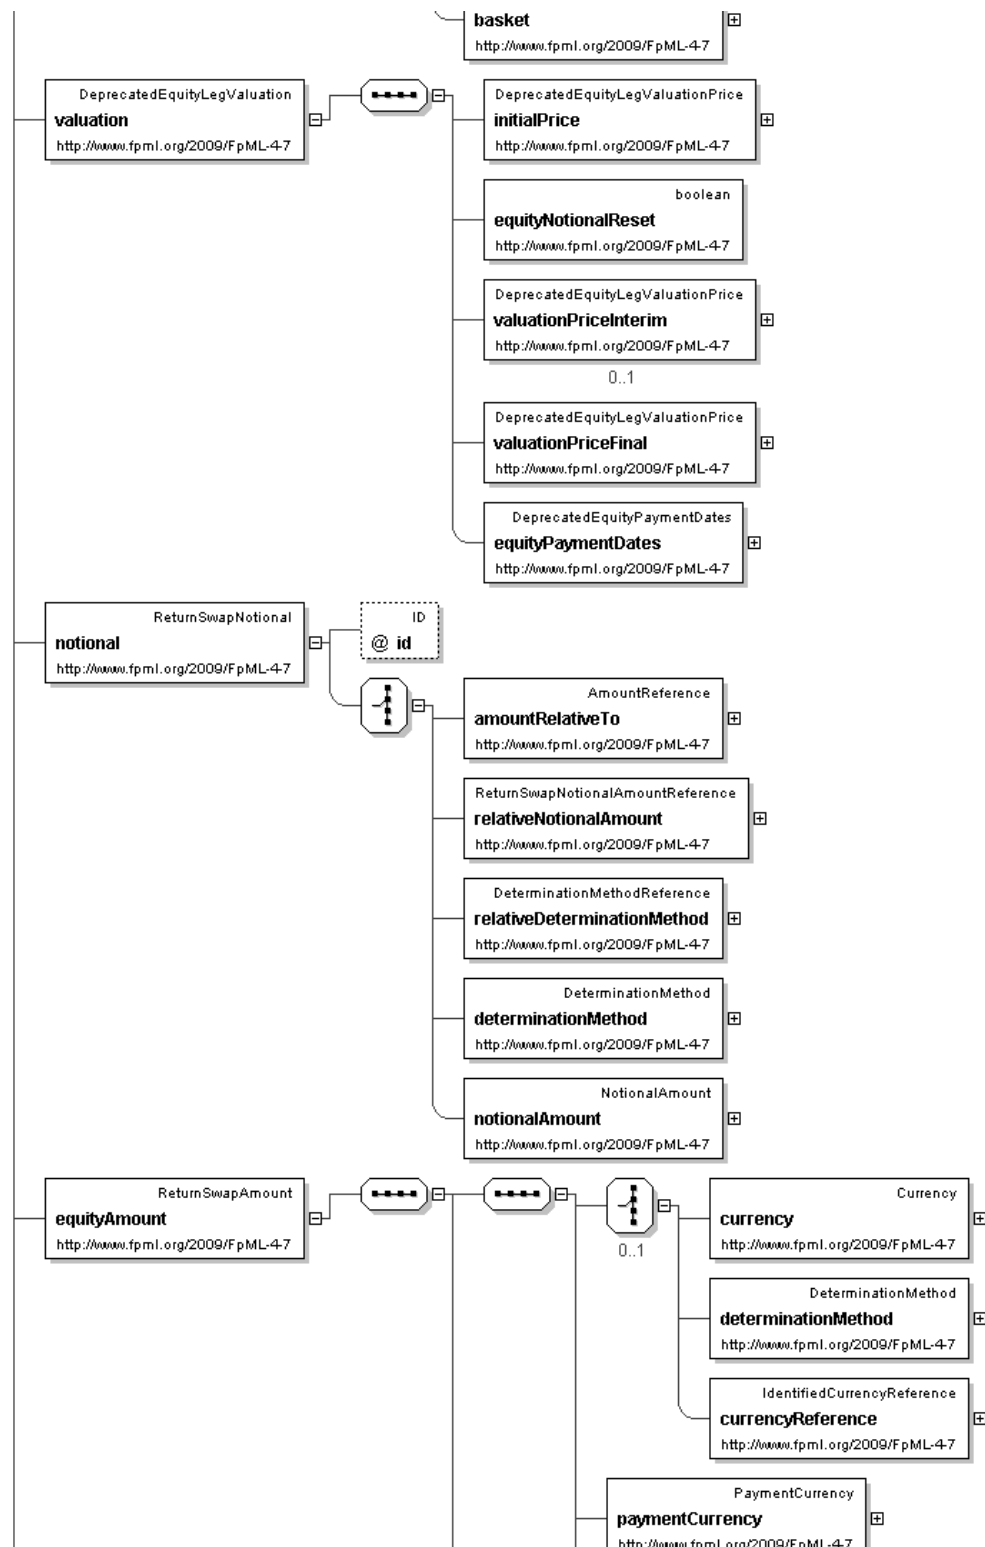 basket
http://www.fpml.org/2009/FpML-4-7
DeprecatedEquityLegValuation
valuation
http://www.fpml.org/2009/FpML-4-7
DeprecatedEquityLegValuationPrice
initialPrice
http://www.fpml.org/2009/FpML-4-7
boolean
equityNotionalReset
http://www.fpml.org/2009/FpML-4-7
DeprecatedEquityLegValuationPrice
valuationPriceInterim
http://www.fpml.org/2009/FpML-4-7
0..1
DeprecatedEquityLegValuationPrice
valuationPriceFinal
http://www.fpml.org/2009/FpML-4-7
DeprecatedEquityPaymentDates
equityPaymentDates
http://www.fpml.org/2009/FpML-4-7
ReturnSwapNotional
notional
http://www.fpml.org/2009/FpML-4-7
ID
@ id
AmountReference
amountRelativeTo
http://www.fpml.org/2009/FpML-4-7
ReturnSwapNotionalAmountReference
relativeNotionalAmount
http://www.fpml.org/2009/FpML-4-7
DeterminationMethodReference
relativeDeterminationMethod
http://www.fpml.org/2009/FpML-4-7
DeterminationMethod
determinationMethod
http://www.fpml.org/2009/FpML-4-7
NotionalAmount
notionalAmount
http://www.fpml.org/2009/FpML-4-7
ReturnSwapAmount
equityAmount
http://www.fpml.org/2009/FpML-4-7
0..1
Currency
currency
http://www.fpml.org/2009/FpML-4-7
DeterminationMethod
determinationMethod
http://www.fpml.org/2009/FpML-4-7
IdentifiedCurrencyReference
currencyReference
http://www.fpml.org/2009/FpML-4-7
PaymentCurrency
paymentCurrency
http://www.fpml.org/2009/FpML-4-7